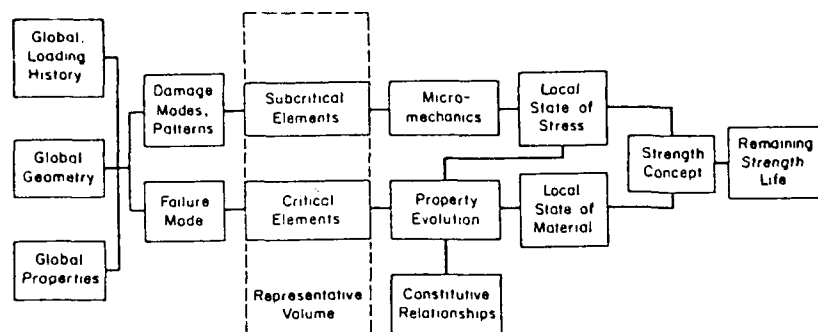 Global,
Loading
History
Global
Geometry
Global
Properties
Damage
Modes,
Patterns
Failure
Mode
Subcritical Elements
Critical
Elements
Representative
Volume
Micro-
mechanics
Property
Evolution
Constitutive
Relationships
Local
State of
Stress
Local
State of
Material
Strength
Concept
Remaining
Strength
Life